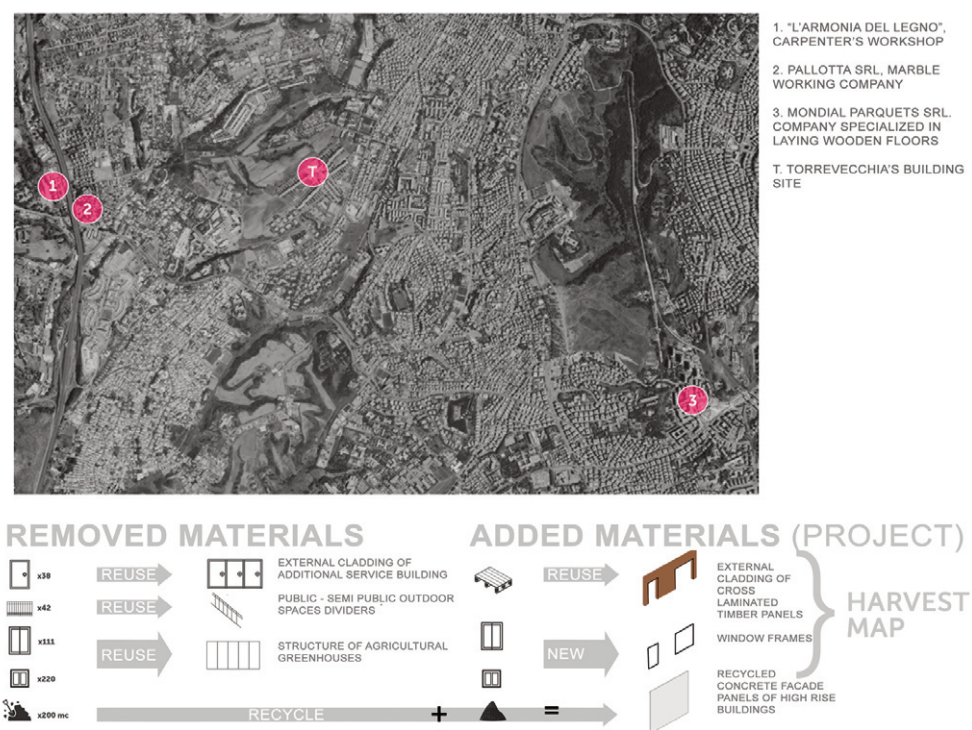 1. "L'ARMONIA DEL LEGNO",
CARPENTER'S WORKSHOP
2. PALLOTTA SRL, MARBLE
WORKING COMPANY
3. MONDIAL PARQUETS SRL.
COMPANY SPECIALIZED IN
LAYING WOODEN FLOORS
T. TORREVECCHIA'S BUILDING
SITE
1
2
T
3
REMOVED MATERIALS
x38
REUSE
EXTERNAL CLADDING OF
ADDITIONAL SERVICE BUILDING
x42
REUSE
PUBLIC - SEMI PUBLIC OUTDOOR
SPACES DIVIDERS
x111
x220
REUSE
STRUCTURE OF AGRICULTURAL
GREENHOUSES
x200 mc
RECYCLE
+
=
ADDED MATERIALS (PROJECT)
REUSE
EXTERNAL
CLADDING OF
CROSS
LAMINATED
TIMBER PANELS
NEW
WINDOW FRAMES
RECYCLED
CONCRETE FACADE
PANELS OF HIGH RISE
BUILDINGS
HARVEST
MAP